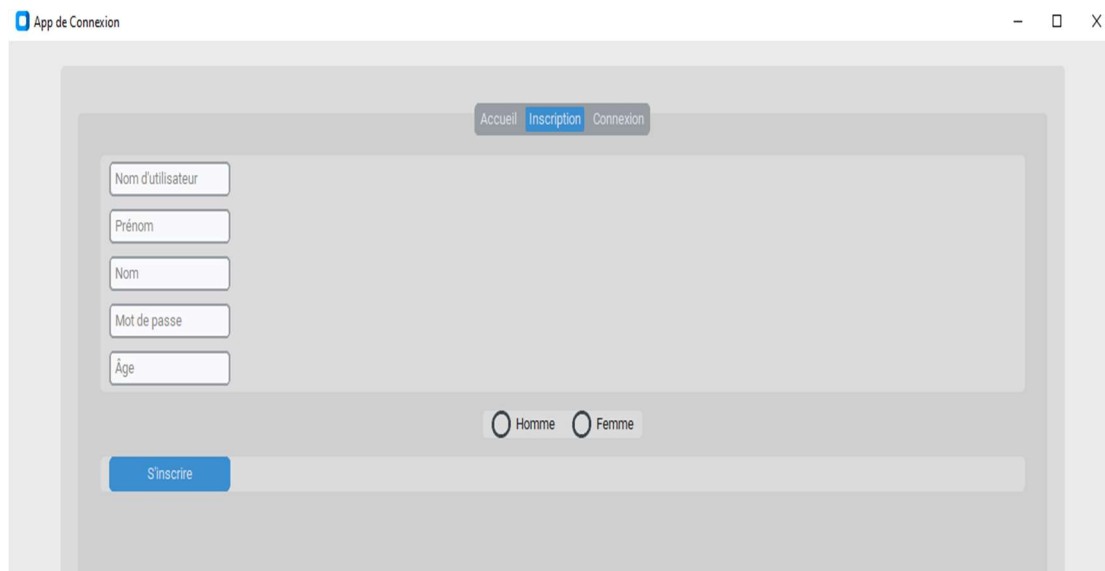 App de Connexion
Accueil Inscription Connexion
Nom d'utilisateur
Prénom
Nom
Mot de passe
Âge
Homme Femme
S'inscrire